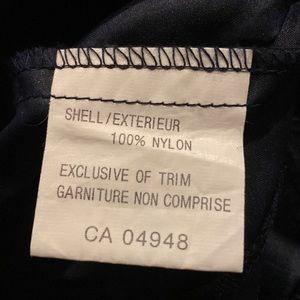 SHELL/EXTERIEUR
100% NYLON
EXCLUSIVE OF TRIM
GARNITURE NON COMPRISE
CA 04948